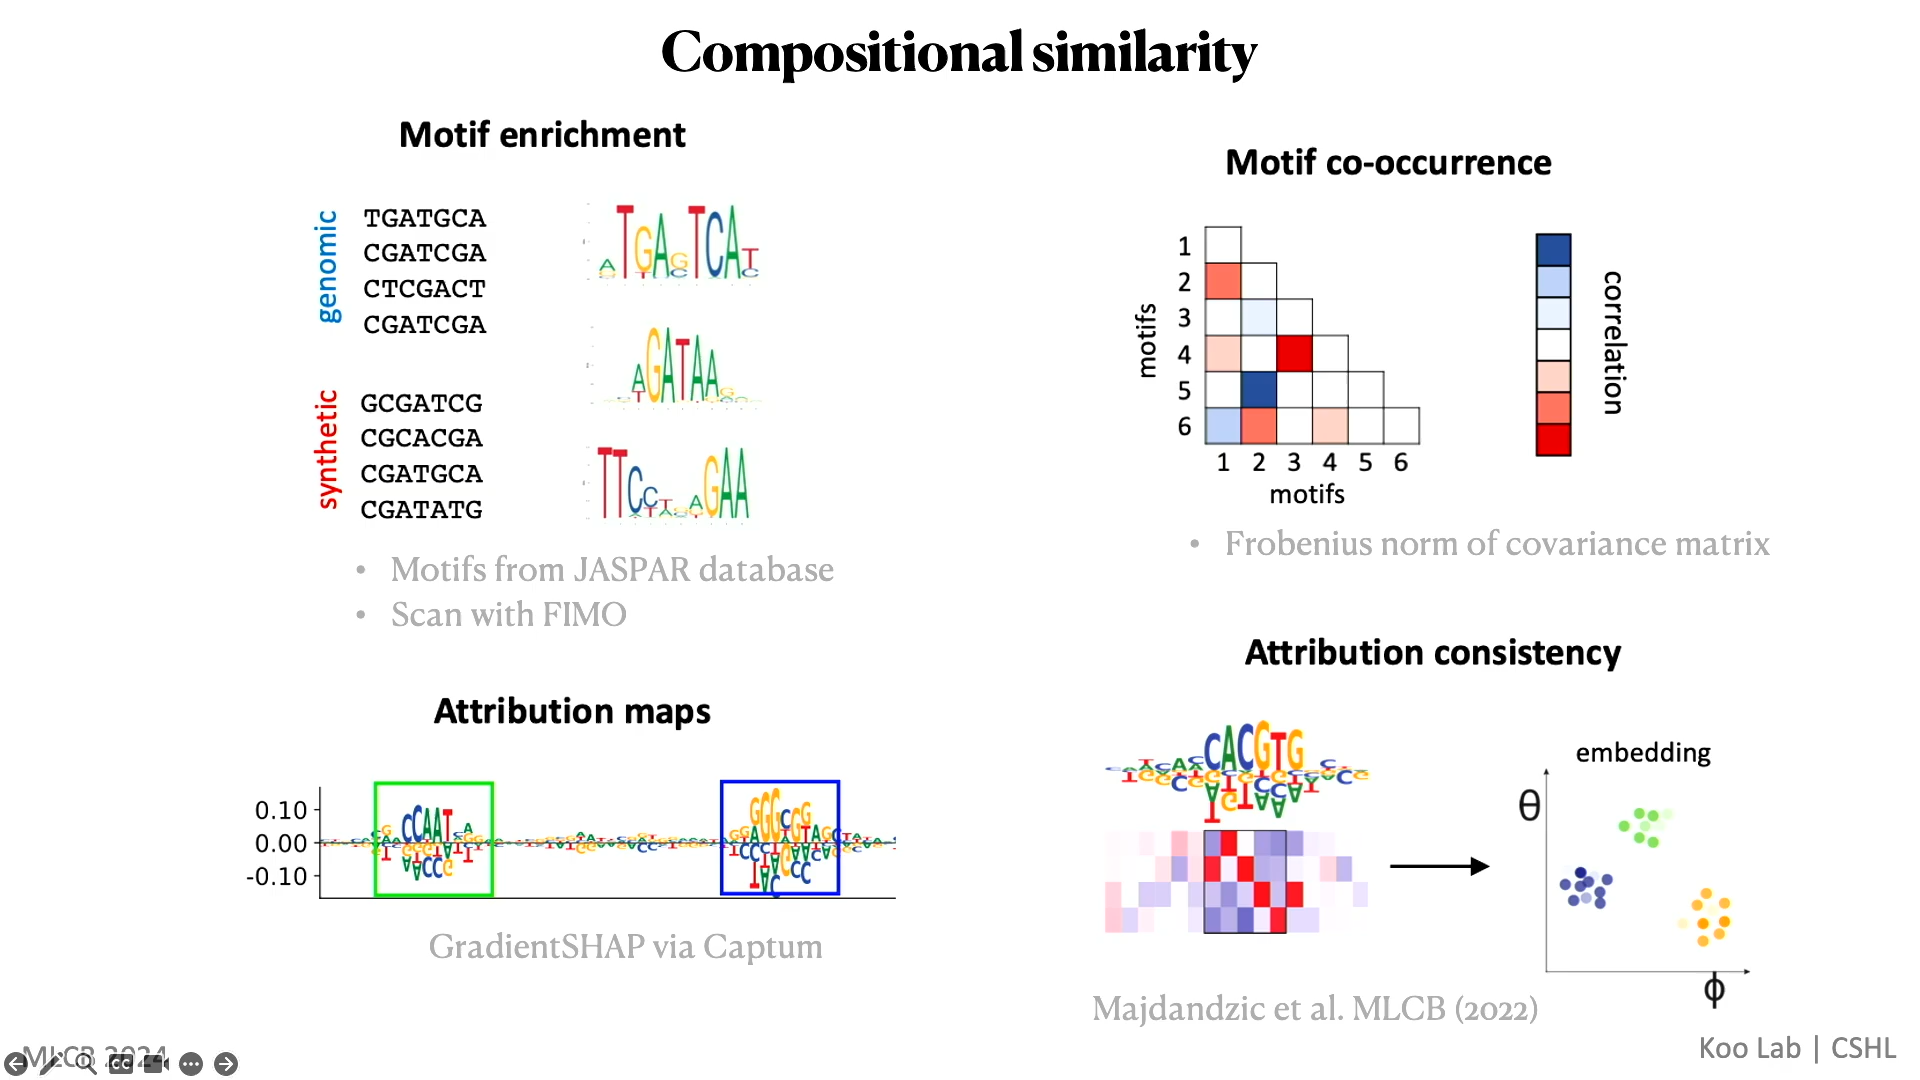 Compositional similarity
Motif enrichment
genomic
TGATGCA
CGATCGA
CTCGACT
CGATCGA
synthetic
GCGATCG
CGCACGA
CGATGCA
CGATATG
• Motifs from JASPAR database
• Scan with FIMO
Motif co-occurrence
motifs
1
2
3
4
5
6
1 2 3 4 5 6
motifs
correlation
• Frobenius norm of covariance matrix
Attribution maps
0.10
0.00
-0.10
GradientSHAP via Captum
Attribution consistency
CACGTG
embedding
θ
ϕ
Majdandzic et al. MLCB (2022)
MLCB 2024
Koo Lab | CSHL